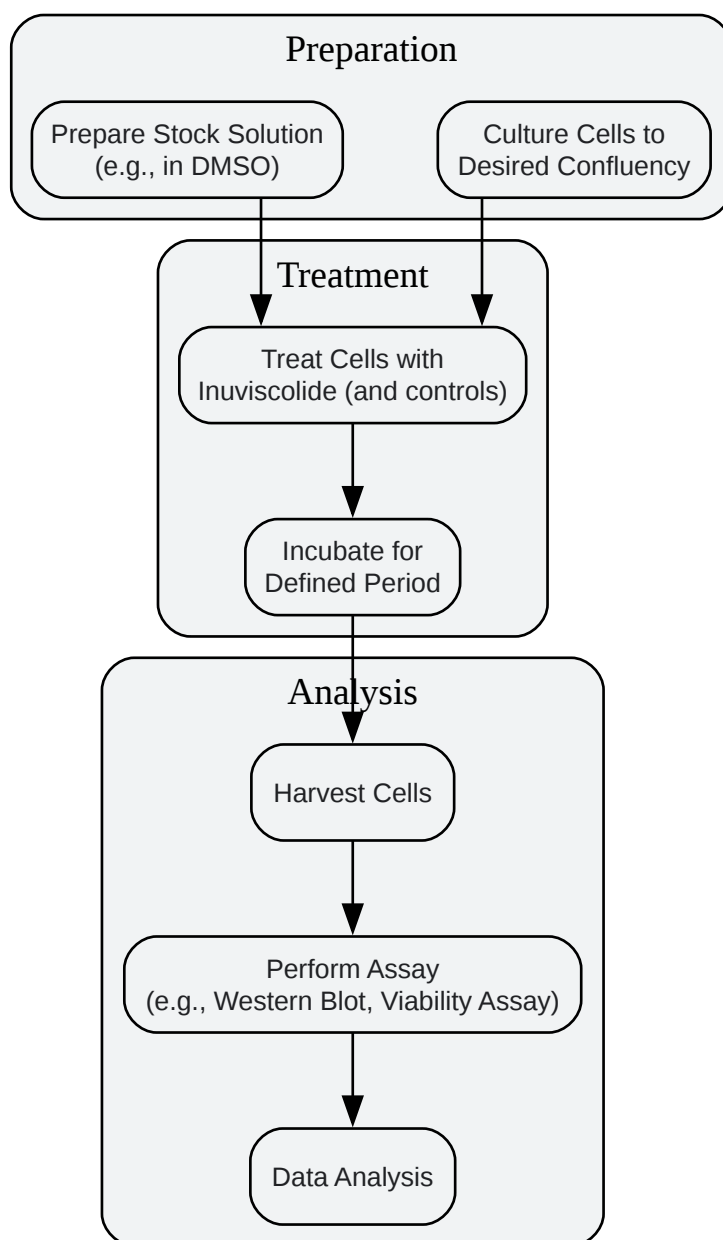 Preparation
Prepare Stock Solution
(e.g., in DMSO)
Culture Cells to
Desired Confluency
Treatment
Treat Cells with
Inuviscolide (and controls)
Incubate for
Defined Period
Analysis
Harvest Cells
Perform Assay
(e.g., Western Blot, Viability Assay)
Data Analysis